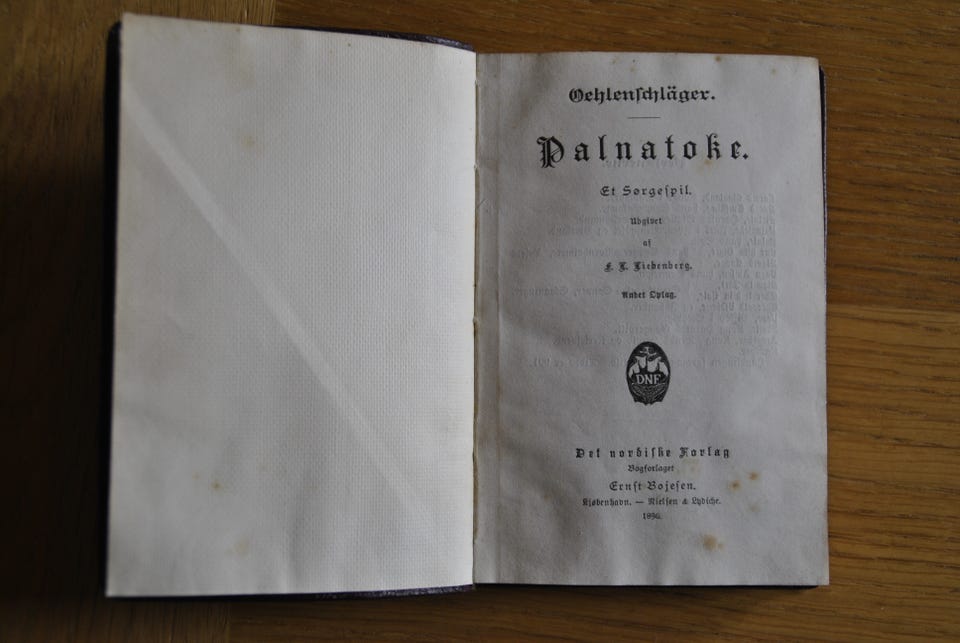 Oehlenschläger.
Palnatoke.
Et Sørgespil.
Udgivet
af
F. L. Liebenberg.
Andet Oplag.
DNF
Det nordiske Forlag
Bogforlaget
Ernst Bojesen.
Kjøbenhavn. — Nielsen & Lydiche.
1896.